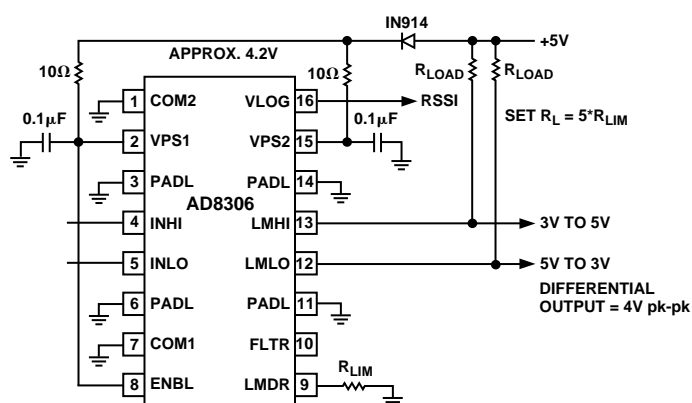 IN914
APPROX. 4.2V
+5V
10Ω
10Ω
RLOAD
RLOAD
1
COM2
VLOG
16
RSSI
SET RL = 5*RLIM
0.1μF
2
VPS1
VPS2
15
0.1μF
3
PADL
PADL
14
AD8306
4
INHI
LMHI
13
3V TO 5V
5
INLO
LMLO
12
5V TO 3V
DIFFERENTIAL
OUTPUT = 4V pk-pk
6
PADL
PADL
11
7
COM1
FLTR
10
8
ENBL
LMDR
9
RLIM